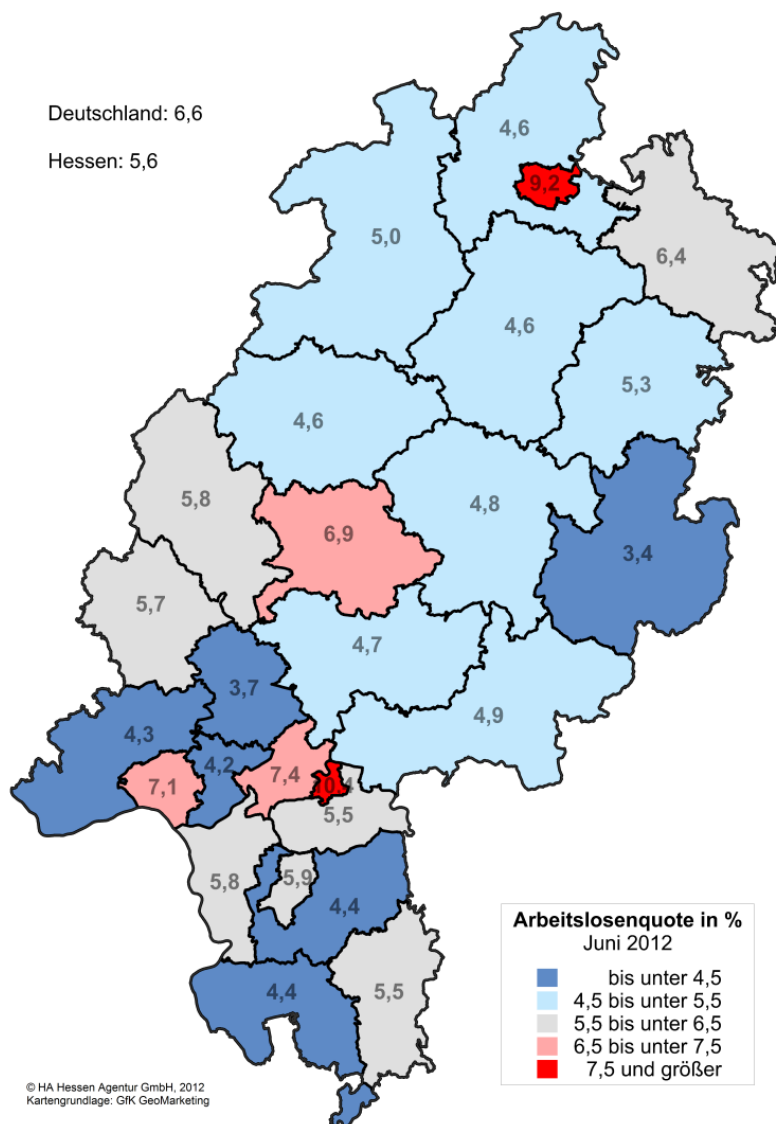 Deutschland: 6,6
Hessen: 5,6
4,6
9,2
5,0
6,4
4,6
5,3
4,6
5,8
4,8
6,9
3,4
5,7
4,7
3,7
4,9
4,3
4,2
7,4
7,1
10,4
5,5
5,8
5,9
4,4
4,4
5,5
Arbeitslosenquote in %
Juni 2012
bis unter 4,5
4,5 bis unter 5,5
5,5 bis unter 6,5
6,5 bis unter 7,5
7,5 und größer
© HA Hessen Agentur GmbH, 2012
Kartengrundlage: GfK GeoMarketing